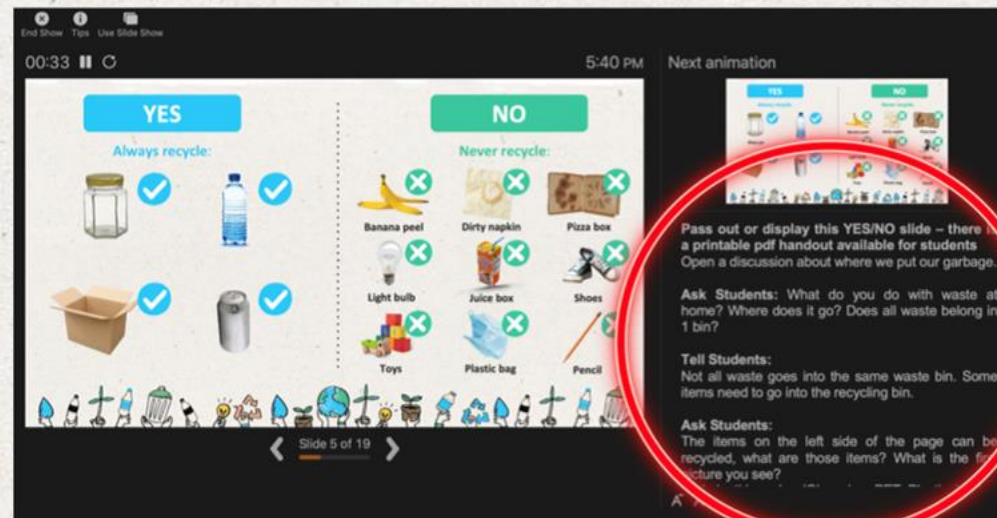 End Show Tips Use Slide Show
00:33
5:40 PM
Next animation
YES
Always recycle:
NO
Never recycle:
Banana peel Dirty napkin Pizza box
Light bulb Juice box Shoes
Toys Plastic bag Pencil
Slide 5 of 19
YES
NO
Pass out or display this YES/NO slide – there
a printable pdf handout available for students
Open a discussion about where we put our garbage.
Ask Students: What do you do with waste at
home? Where does it go? Does all waste belong in
1 bin?
Tell Students:
Not all waste goes into the same waste bin. Some
items need to go into the recycling bin.
Ask Students:
The items on the left side of the page can be
recycled, what are those items? What is the
picture you see?